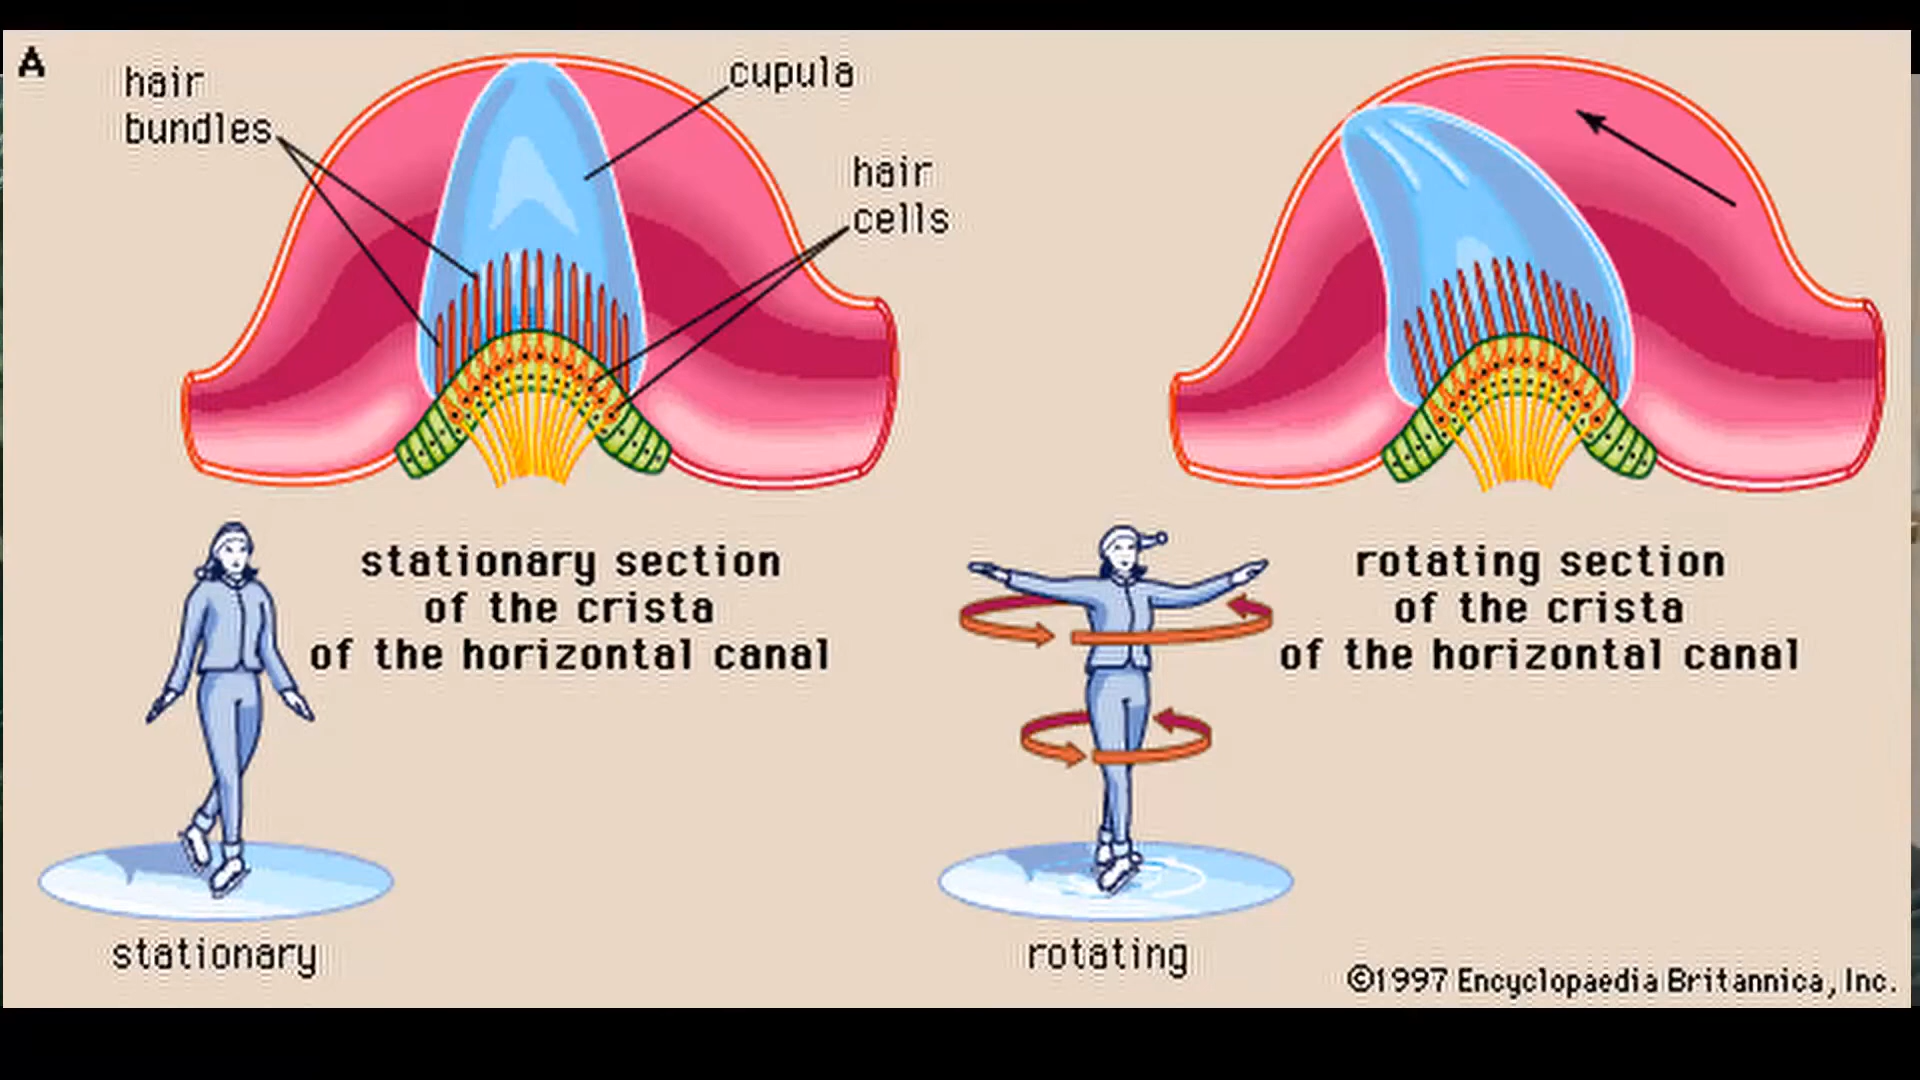 A
hair
bundles
cupula
hair
cells
stationary section
of the crista
of the horizontal canal
rotating section
of the crista
of the horizontal canal
stationary
rotating
©1997 Encyclopaedia Britannica, Inc.